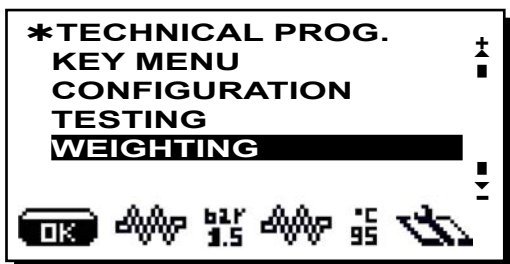 *TECHNICAL PROG.
KEY MENU
CONFIGURATION
TESTING
WEIGHTING
+
-
OK bar 1.5 °C 95